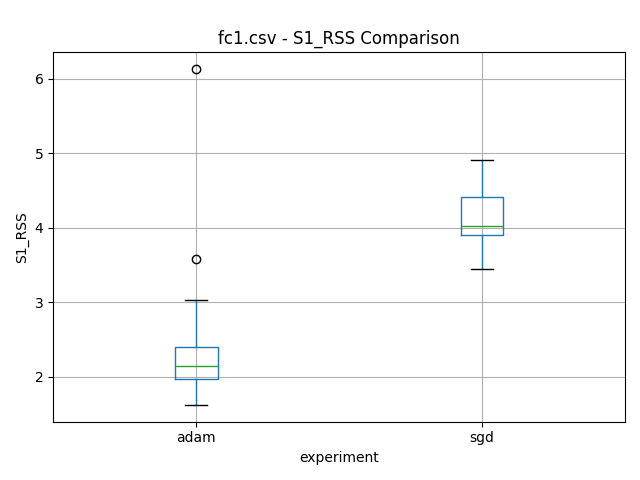 fc1.csv - S1_RSS Comparison
6
5
4
3
2
S1_RSS
adam
sgd
experiment